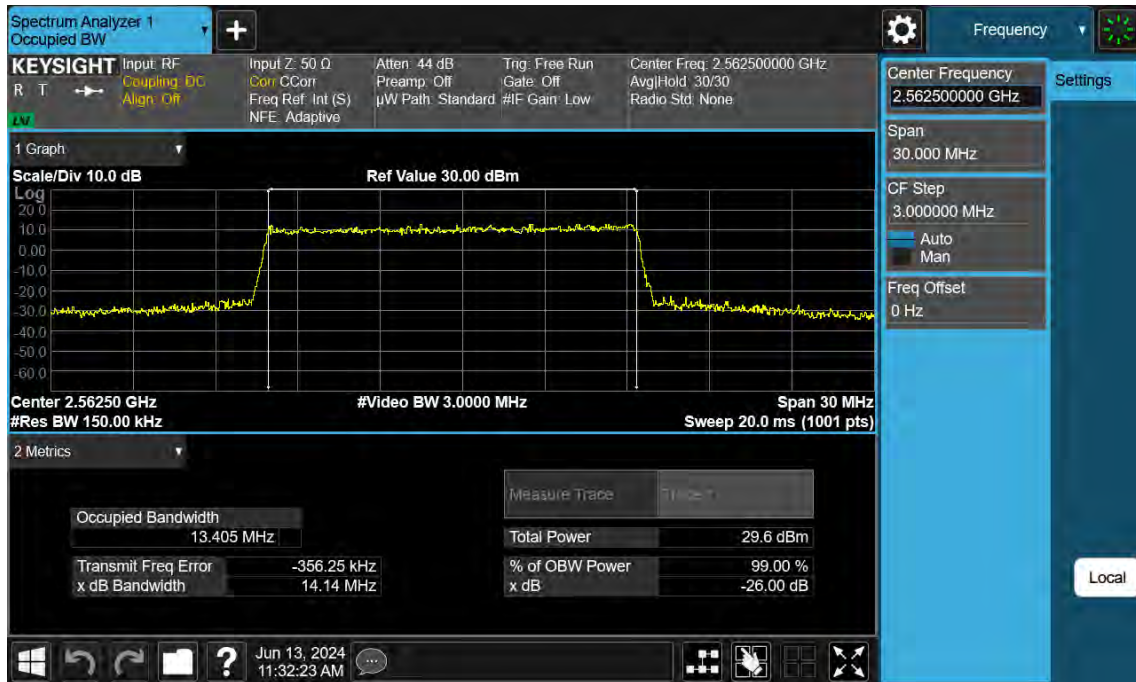 Spectrum Analyzer 1
Occupied BW
+
Frequency
KEYSIGHT
R T
Input: RF
Coupling: DC
Align: Off
Input Z: 50 Ω
Corr CCorr
Freq Ref: Int (S)
NFE: Adaptive
Atten: 44 dB
Preamp: Off
µW Path: Standard
Trig: Free Run
Gate: Off
#IF Gain: Low
Center Freq: 2.562500000 GHz
Avg|Hold: 30/30
Radio Std: None
Center Frequency
2.562500000 GHz
Settings
Span
30.000 MHz
CF Step
3.000000 MHz
Auto
Man
Freq Offset
0 Hz
Local
1 Graph
Scale/Div 10.0 dB
Ref Value 30.00 dBm
Log
20.0
10.0
0.00
-10.0
-20.0
-30.0
-40.0
-50.0
-60.0
Center 2.56250 GHz
#Video BW 3.0000 MHz
Span 30 MHz
#Res BW 150.00 kHz
Sweep 20.0 ms (1001 pts)
2 Metrics
Measure Trace
Trace 1
Occupied Bandwidth
13.405 MHz
Total Power
29.6 dBm
Transmit Freq Error
-356.25 kHz
% of OBW Power
99.00 %
x dB Bandwidth
14.14 MHz
x dB
-26.00 dB
?
Jun 13, 2024
11:32:23 AM